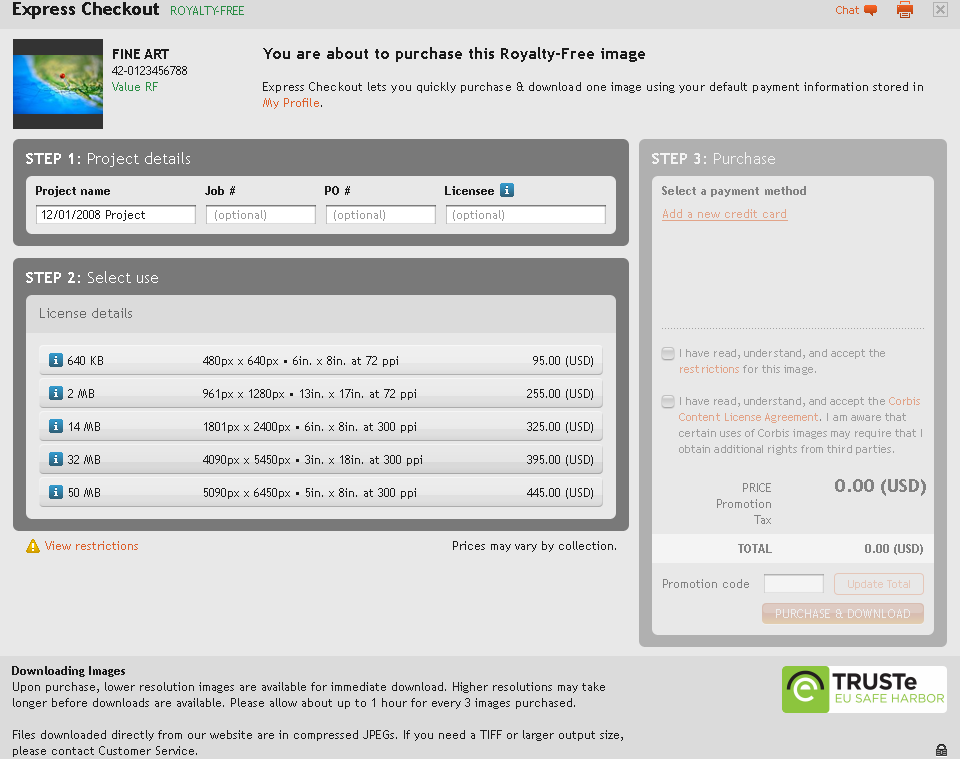 Express Checkout ROYALTY-FREE Chat
FINE ART
42-0123456788
Value RF
You are about to purchase this Royalty-Free image
Express Checkout lets you quickly purchase & download one image using your default payment information stored in
My Profile.
STEP 1: Project details
Project name Job # PO # Licensee i
12/01/2008 Project (optional) (optional) (optional)
STEP 2: Select use
License details
i 640 KB 480px x 640px • 6in. x 8in. at 72 ppi 95.00 (USD)
i 2 MB 961px x 1280px • 13in. x 17in. at 72 ppi 255.00 (USD)
i 14 MB 1801px x 2400px • 6in. x 8in. at 300 ppi 325.00 (USD)
i 32 MB 4090px x 5450px • 3in. x 18in. at 300 ppi 395.00 (USD)
i 50 MB 5090px x 6450px • 5in. x 8in. at 300 ppi 445.00 (USD)
View restrictions Prices may vary by collection.
STEP 3: Purchase
Select a payment method
Add a new credit card
I have read, understand, and accept the
restrictions for this image.
I have read, understand, and accept the Corbis
Content License Agreement. I am aware that
certain uses of Corbis images may require that I
obtain additional rights from third parties.
PRICE 0.00 (USD)
Promotion
Tax
TOTAL 0.00 (USD)
Promotion code Update Total
PURCHASE & DOWNLOAD
Downloading Images
Upon purchase, lower resolution images are available for immediate download. Higher resolutions may take
longer before downloads are available. Please allow about up to 1 hour for every 3 images purchased.
Files downloaded directly from our website are in compressed JPEGs. If you need a TIFF or larger output size,
please contact Customer Service.
TRUSTe
EU SAFE HARBOR